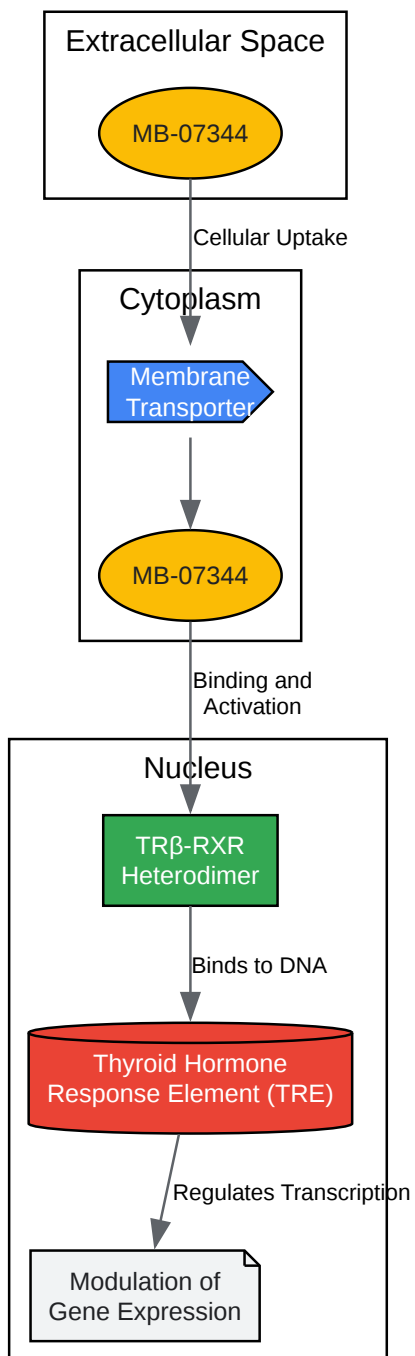 Extracellular Space
MB-07344
Cellular Uptake
Cytoplasm
Membrane
Transporter
MB-07344
Binding and
Activation
Nucleus
TRβ-RXR
Heterodimer
Binds to DNA
Thyroid Hormone
Response Element (TRE)
Regulates Transcription
Modulation of
Gene Expression